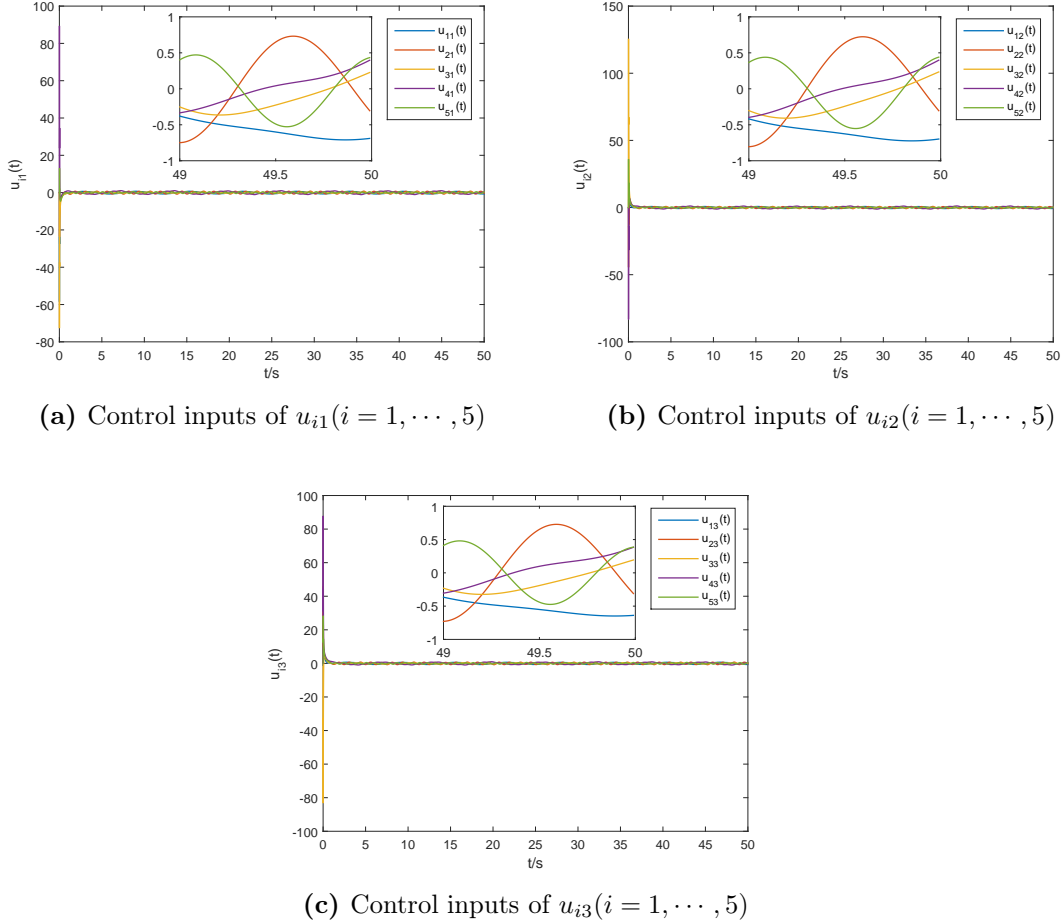 100
80
60
40
20
0
-20
-40
-60
-80
u_{i1}(t)
1
0.5
0
-0.5
-1
49
49.5
50
u_{11}(t)
u_{21}(t)
u_{31}(t)
u_{41}(t)
u_{51}(t)
0 5 10 15 20 25 30 35 40 45 50
t/s
(a) Control inputs of u_{i1}(i = 1, ⋯ , 5)
150
100
50
0
-50
-100
u_{i2}(t)
1
0.5
0
-0.5
-1
49
49.5
50
u_{12}(t)
u_{22}(t)
u_{32}(t)
u_{42}(t)
u_{52}(t)
0 5 10 15 20 25 30 35 40 45 50
t/s
(b) Control inputs of u_{i2}(i = 1, ⋯ , 5)
100
80
60
40
20
0
-20
-40
-60
-80
-100
u_{i3}(t)
1
0.5
0
-0.5
-1
49
49.5
50
u_{13}(t)
u_{23}(t)
u_{33}(t)
u_{43}(t)
u_{53}(t)
0 5 10 15 20 25 30 35 40 45 50
t/s
(c) Control inputs of u_{i3}(i = 1, ⋯ , 5)